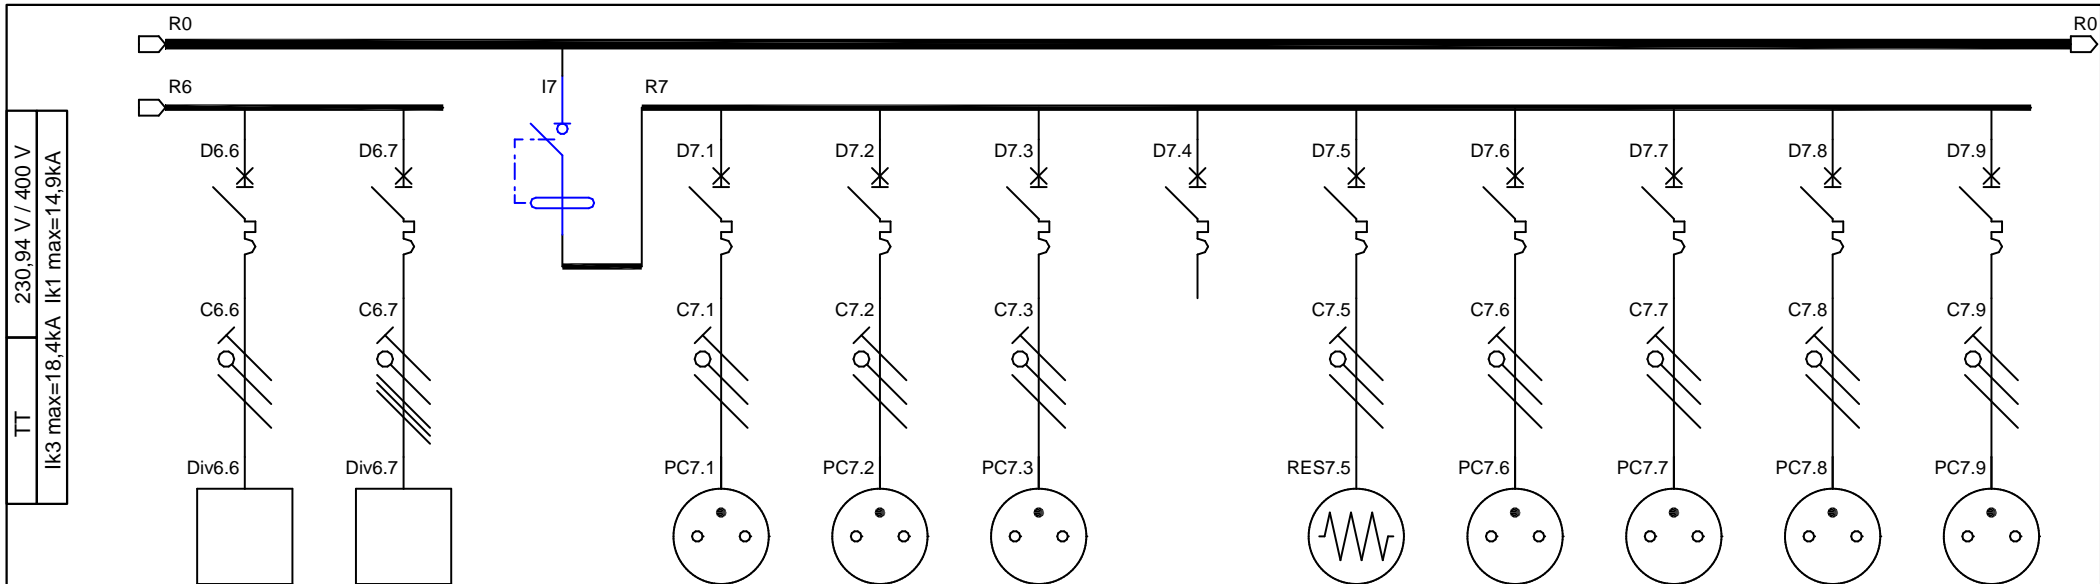 R0
R0
R6
I7
R7
230,94 V / 400 V
TT
Ik3 max=18,4kA Ik1 max=14,9kA
D6.6
D6.7
D7.1
D7.2
D7.3
D7.4
D7.5
D7.6
D7.7
D7.8
D7.9
C6.6
C6.7
C7.1
C7.2
C7.3
C7.5
C7.6
C7.7
C7.8
C7.9
Div6.6
Div6.7
PC7.1
PC7.2
PC7.3
RES7.5
PC7.6
PC7.7
PC7.8
PC7.9